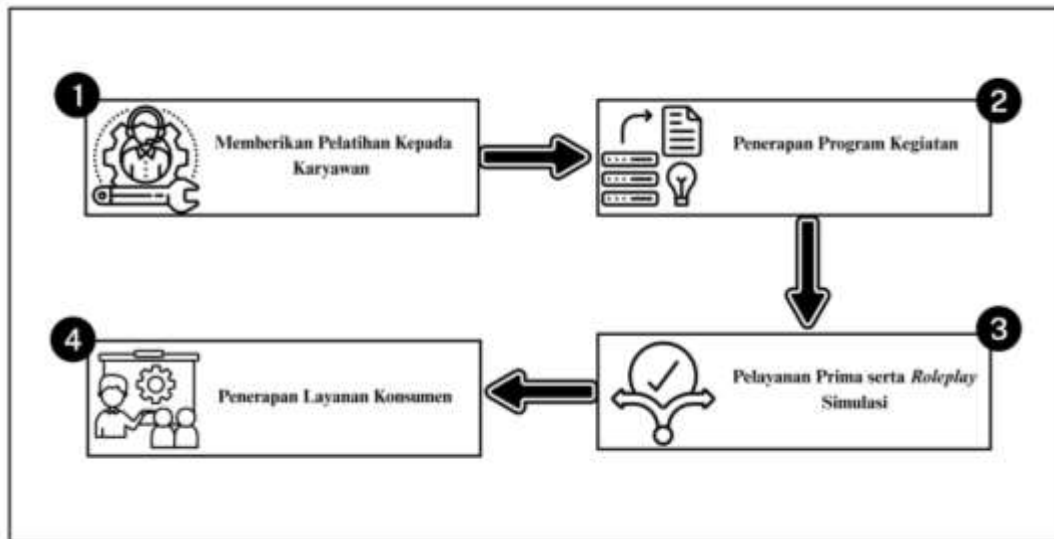 1
Memberikan Pelatihan Kepada
Karyawan
2
Penerapan Program Kegiatan
3
Pelayanan Prima serta Roleplay
Simulasi
4
Penerapan Layanan Konsumen